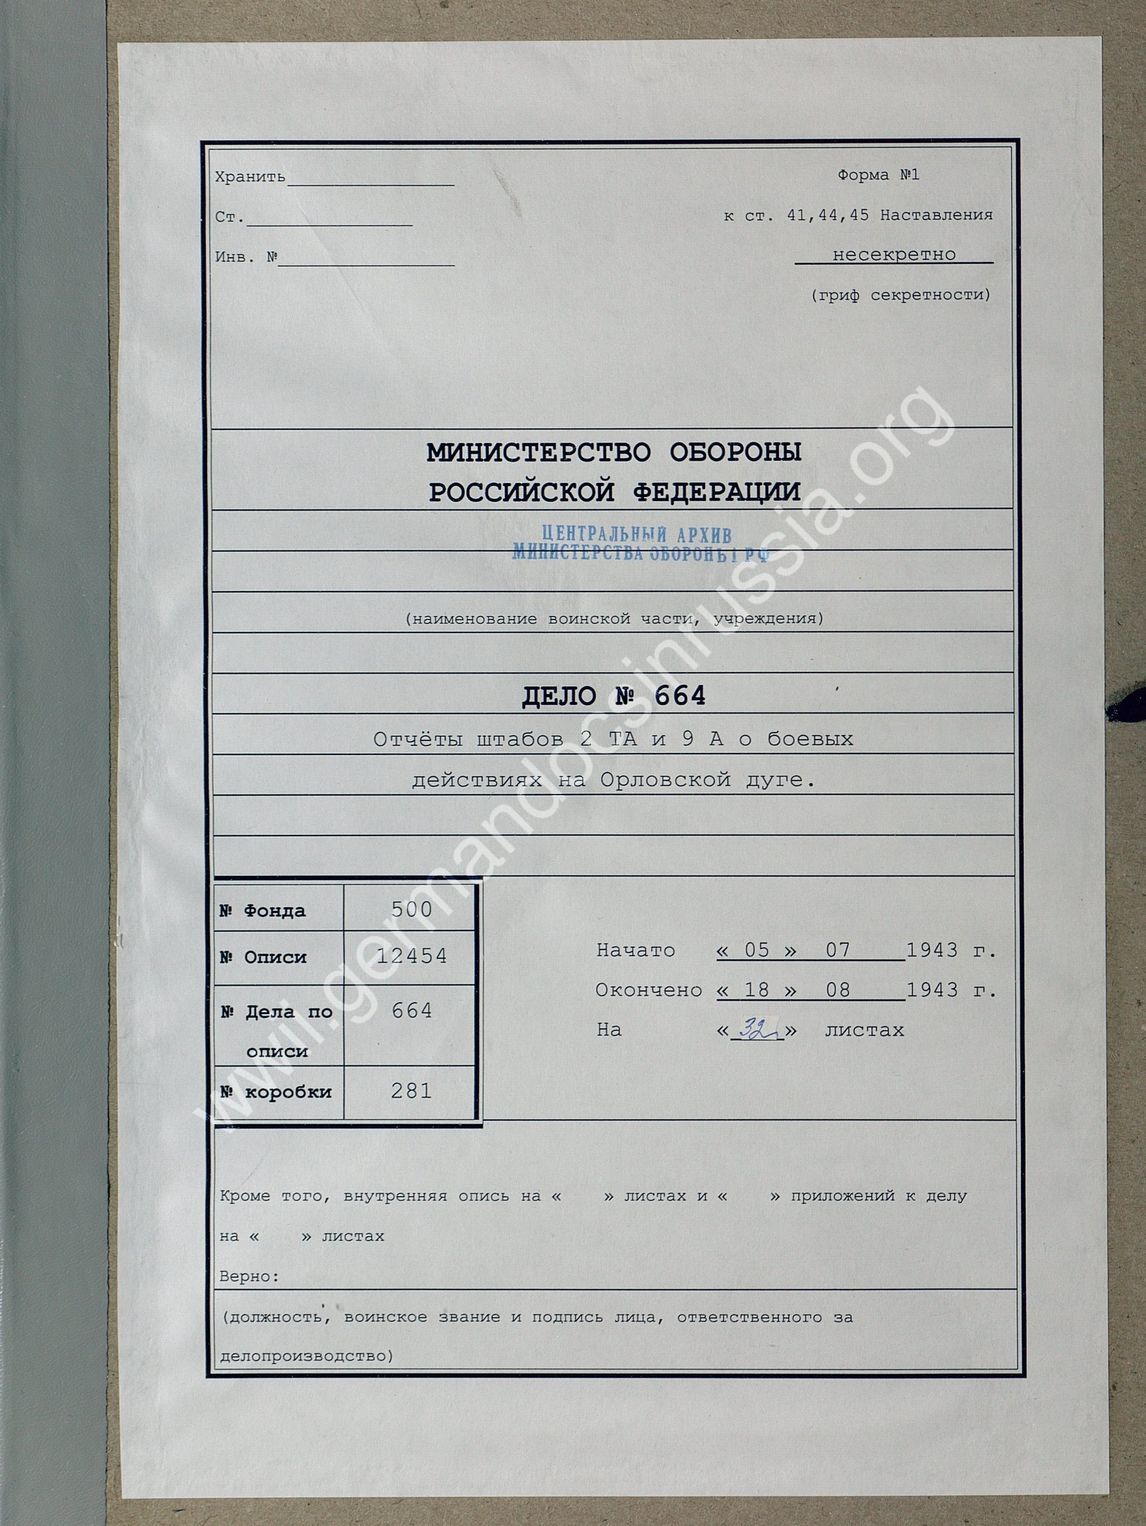 Хранить
Форма №1
Ст.
к ст. 41,44,45 Наставления
Инв. №
несекретно
(гриф секретности)
МИНИСТЕРСТВО ОБОРОНЫ
РОССИЙСКОЙ ФЕДЕРАЦИИ
ЦЕНТРАЛЬНЫЙ АРХИВ
МИНИСТЕРСТВА ОБОРОНЫ РФ
(наименование воинской части, учреждения)
ДЕЛО № 664
Отчёты штабов 2 ТА и 9 А о боевых
действиях на Орловской дуге.
№ Фонда 500
№ Описи 12454
№ Дела по 664
описи
№ коробки 281
Начато « 05 » 07 1943 г.
Окончено « 18 » 08 1943 г.
На « 32 » листах
Кроме того, внутренняя опись на « » листах и « » приложений к делу
на « » листах
Верно:
(должность, воинское звание и подпись лица, ответственного за
делопроизводство)
wwii.germandocsinrussia.org